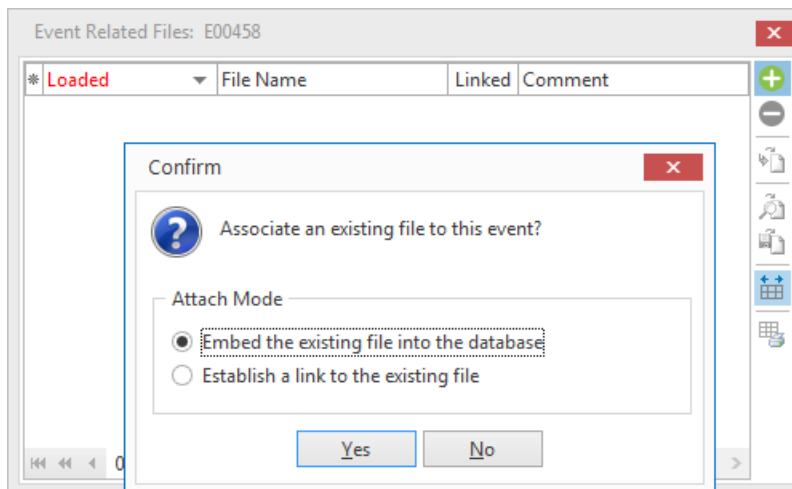 Event Related Files: E00458
Loaded File Name Linked Comment
Confirm
Associate an existing file to this event?
Attach Mode
Embed the existing file into the database
Establish a link to the existing file
Yes No
0